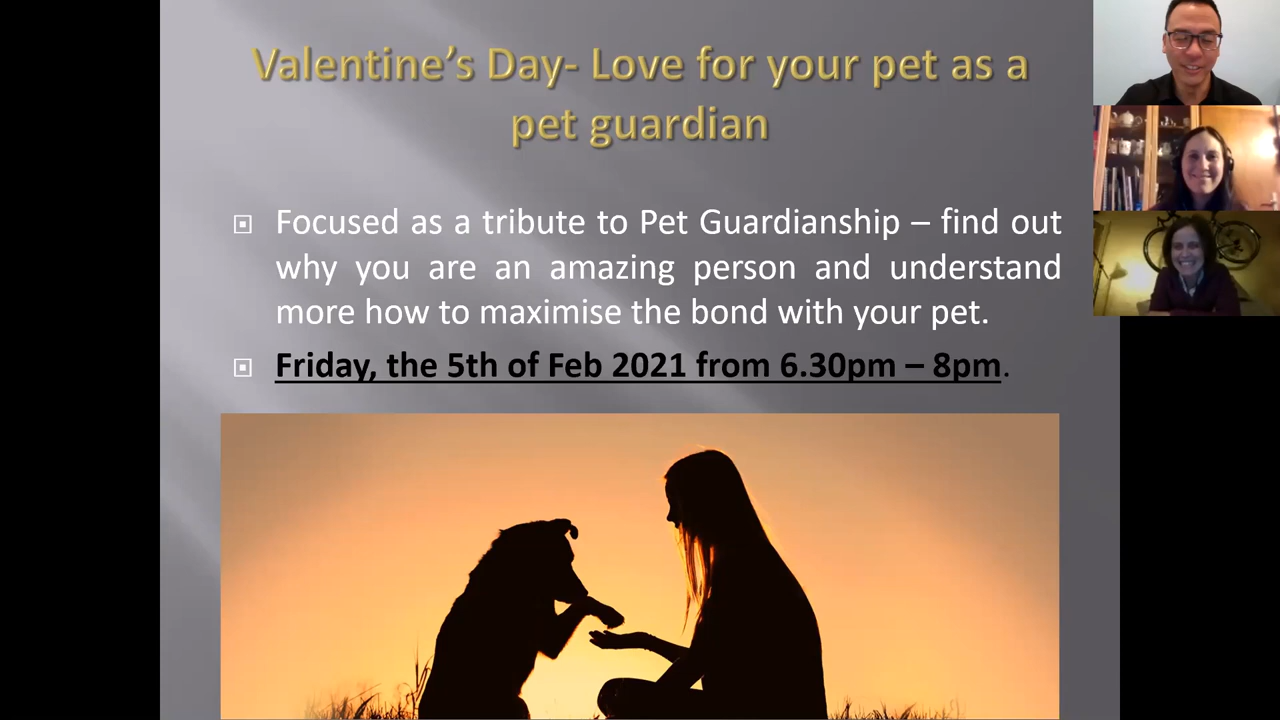 Valentine’s Day- Love for your pet as a
pet guardian
Focused as a tribute to Pet Guardianship – find out
why you are an amazing person and understand
more how to maximise the bond with your pet.
Friday, the 5th of Feb 2021 from 6.30pm – 8pm.